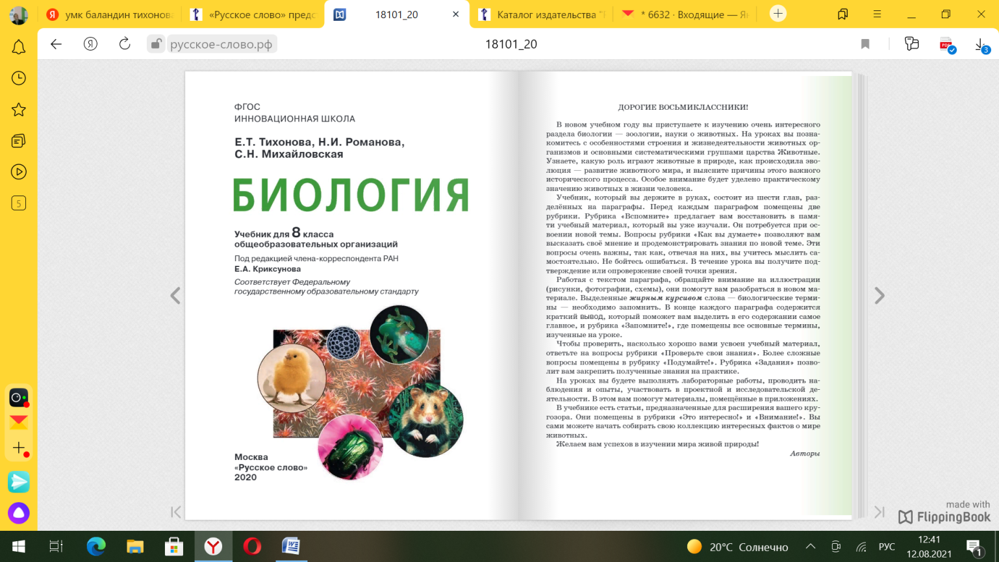 умк баландин тихонова
«Русское слово» предс
18101_20
Каталог издательства "
* 6632 · Входящие — Ян
русское-слово.рф
18101_20
PDF
3
5
ФГОС
ИННОВАЦИОННАЯ ШКОЛА
Е.Т. Тихонова, Н.И. Романова,
С.Н. Михайловская
БИОЛОГИЯ
Учебник для 8 класса
общеобразовательных организаций
Под редакцией члена-корреспондента РАН
Е.А. Криксунова
Соответствует Федеральному
государственному образовательному стандарту
Москва
«Русское слово»
2020
ДОРОГИЕ ВОСЬМИКЛАССНИКИ!
В новом учебном году вы приступаете к изучению очень интересного
раздела биологии — зоологии, науки о животных. На уроках вы позна-
комитесь с особенностями строения и жизнедеятельности животных ор-
ганизмов и основными систематическими группами царства Животные.
Узнаете, какую роль играют животные в природе, как происходила эво-
люция — развитие животного мира, и выясните причины этого важного
исторического процесса. Особое внимание будет уделено практическому
значению животных в жизни человека.
Учебник, который вы держите в руках, состоит из шести глав, раз-
делённых на параграфы. Перед каждым параграфом помещены две
рубрики. Рубрика «Вспомните» предлагает вам восстановить в памя-
ти учебный материал, который вы уже изучали. Он потребуется при ос-
воении новой темы. Вопросы рубрики «Как вы думаете» позволяют вам
высказать своё мнение и продемонстрировать знания по новой теме. Эти
вопросы очень важны, так как, отвечая на них, вы учитесь мыслить са-
мостоятельно. Не бойтесь ошибаться. В течение урока вы получите под-
тверждение или опровержение своей точки зрения.
Работая с текстом параграфа, обращайте внимание на иллюстрации
(рисунки, фотографии, схемы), они помогут вам разобраться в новом ма-
териале. Выделенные жирным курсивом слова — биологические терми-
ны — необходимо запомнить. В конце каждого параграфа содержится
краткий вывод, который поможет вам выделить в его содержании самое
главное, и рубрика «Запомните!», где помещены все основные термины,
изученные на уроке.
Чтобы проверить, насколько хорошо вами усвоен учебный материал,
ответьте на вопросы рубрики «Проверьте свои знания». Более сложные
вопросы помещены в рубрику «Подумайте!». Рубрика «Задания» позво-
лит вам закрепить полученные знания на практике.
На уроках вы будете выполнять лабораторные работы, проводить на-
блюдения и опыты, участвовать в проектной и исследовательской де-
ятельности. В этом вам помогут материалы, помещённые в приложениях.
В учебнике есть статьи, предназначенные для расширения вашего кру-
гозора. Они помещены в рубрики «Это интересно!» и «Внимание!». Вы
сами можете начать собирать свою коллекцию интересных фактов о мире
животных.
Желаем вам успехов в изучении мира живой природы!
Авторы
made with
FlippingBook
20°C Солнечно
РУС
12:41
12.08.2021
1